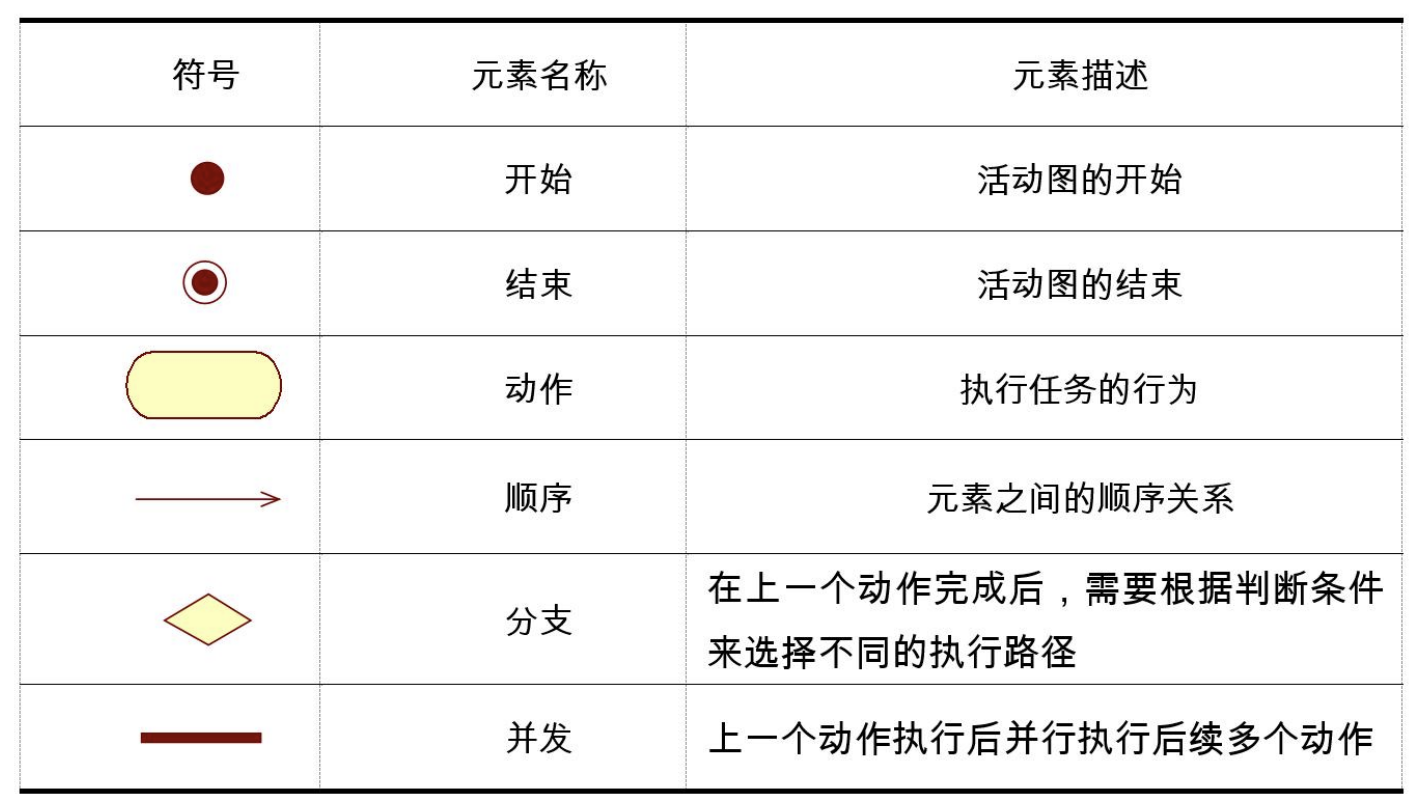 符号 元素名称 元素描述
开始 活动图的开始
结束 活动图的结束
动作 执行任务的行为
顺序 元素之间的顺序关系
分支 在上一个动作完成后，需要根据判断条件
来选择不同的执行路径
并发 上一个动作执行后并行执行后续多个动作